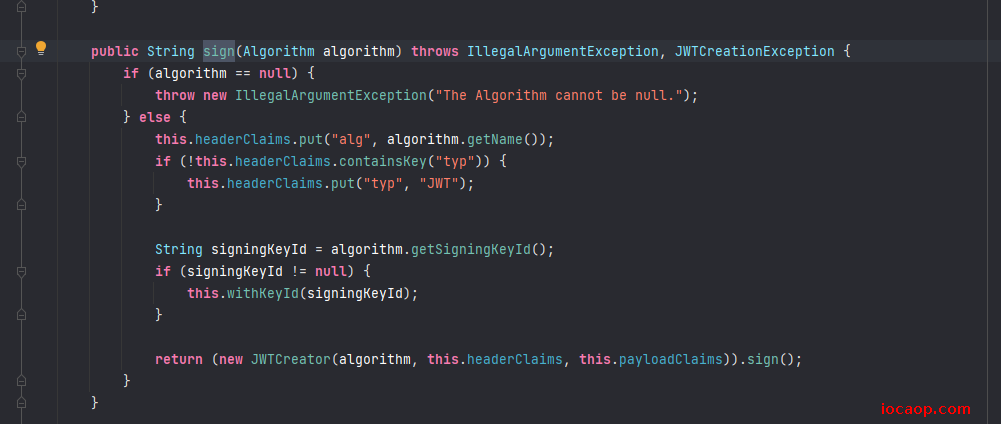 }
public String sign(Algorithm algorithm) throws IllegalArgumentException, JWTCreationException {
if (algorithm == null) {
throw new IllegalArgumentException("The Algorithm cannot be null.");
} else {
this.headerClaims.put("alg", algorithm.getName());
if (!this.headerClaims.containsKey("typ")) {
this.headerClaims.put("typ", "JWT");
}
String signingKeyId = algorithm.getSigningKeyId();
if (signingKeyId != null) {
this.withKeyId(signingKeyId);
}
return (new JWTCreator(algorithm, this.headerClaims, this.payloadClaims)).sign();
}
}
iocaop.com